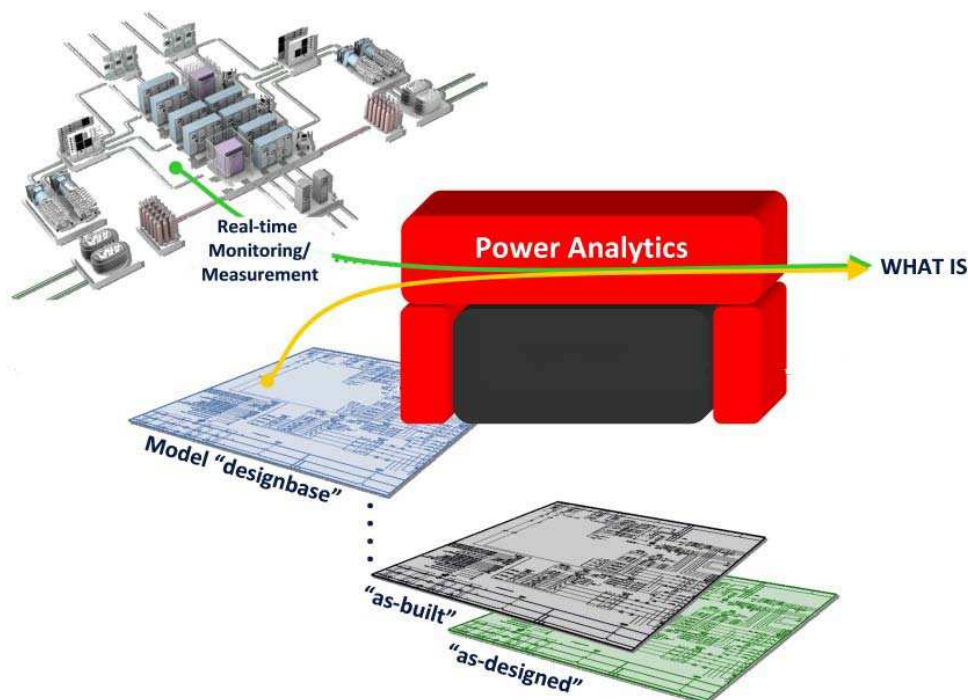 Real-time
Monitoring/
Measurement
Power Analytics
WHAT IS
Model “designbase”
“as-built”
“as-designed”